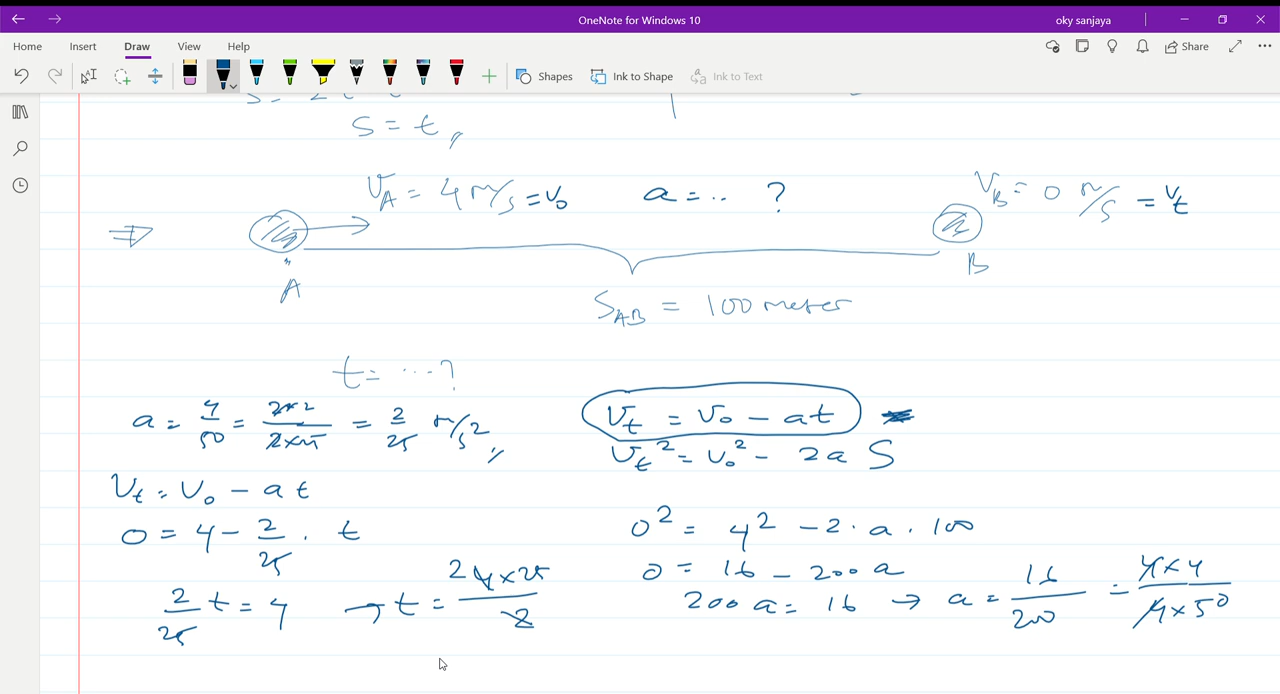 OneNote for Windows 10
oky sanjaya
Home Insert Draw View Help
Share
Shapes Ink to Shape Ink to Text
S = t,,
V_A = 4 m/s = v_0 a = .. ? V_B = 0 m/s = v_t
A B
S_AB = 100 meter
t = ...?
a = 4/50 = 2×2/2×25 = 2/25 m/s²,,
V_t = V_0 - at
V_t² = V_0² - 2a S
V_t = V_0 - a t
0 = 4 - 2/25 . t
2/25 t = 4 → t = 2 4×25/2
0² = 4² - 2 . a . 100
0 = 16 - 200 a
200 a = 16 → a = 16/200 = 4×4/4×50